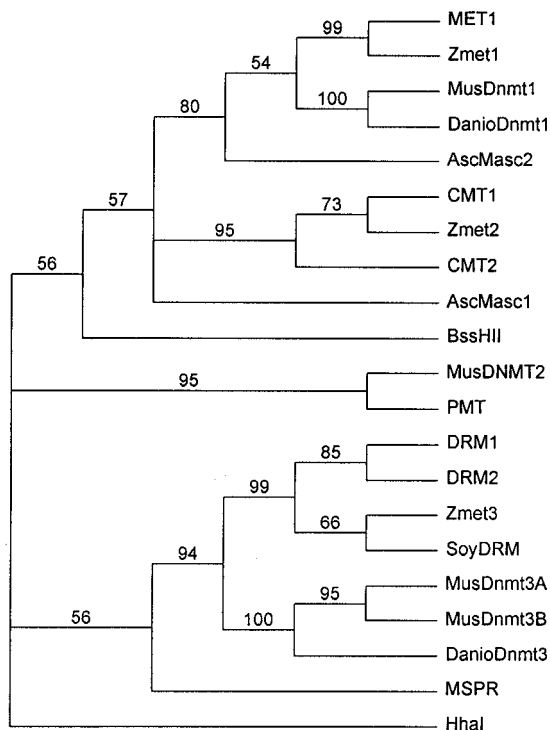 MET1
99
Zmet1
54
MusDnmt1
100
80
DanioDnmt1
AscMasc2
CMT1
73
57
Zmet2
95
CMT2
56
AscMasc1
BssHII
MusDNMT2
95
PMT
DRM1
85
DRM2
99
Zmet3
66
SoyDRM
94
MusDnmt3A
95
MusDnmt3B
100
56
DanioDnmt3
MSPR
HhaI